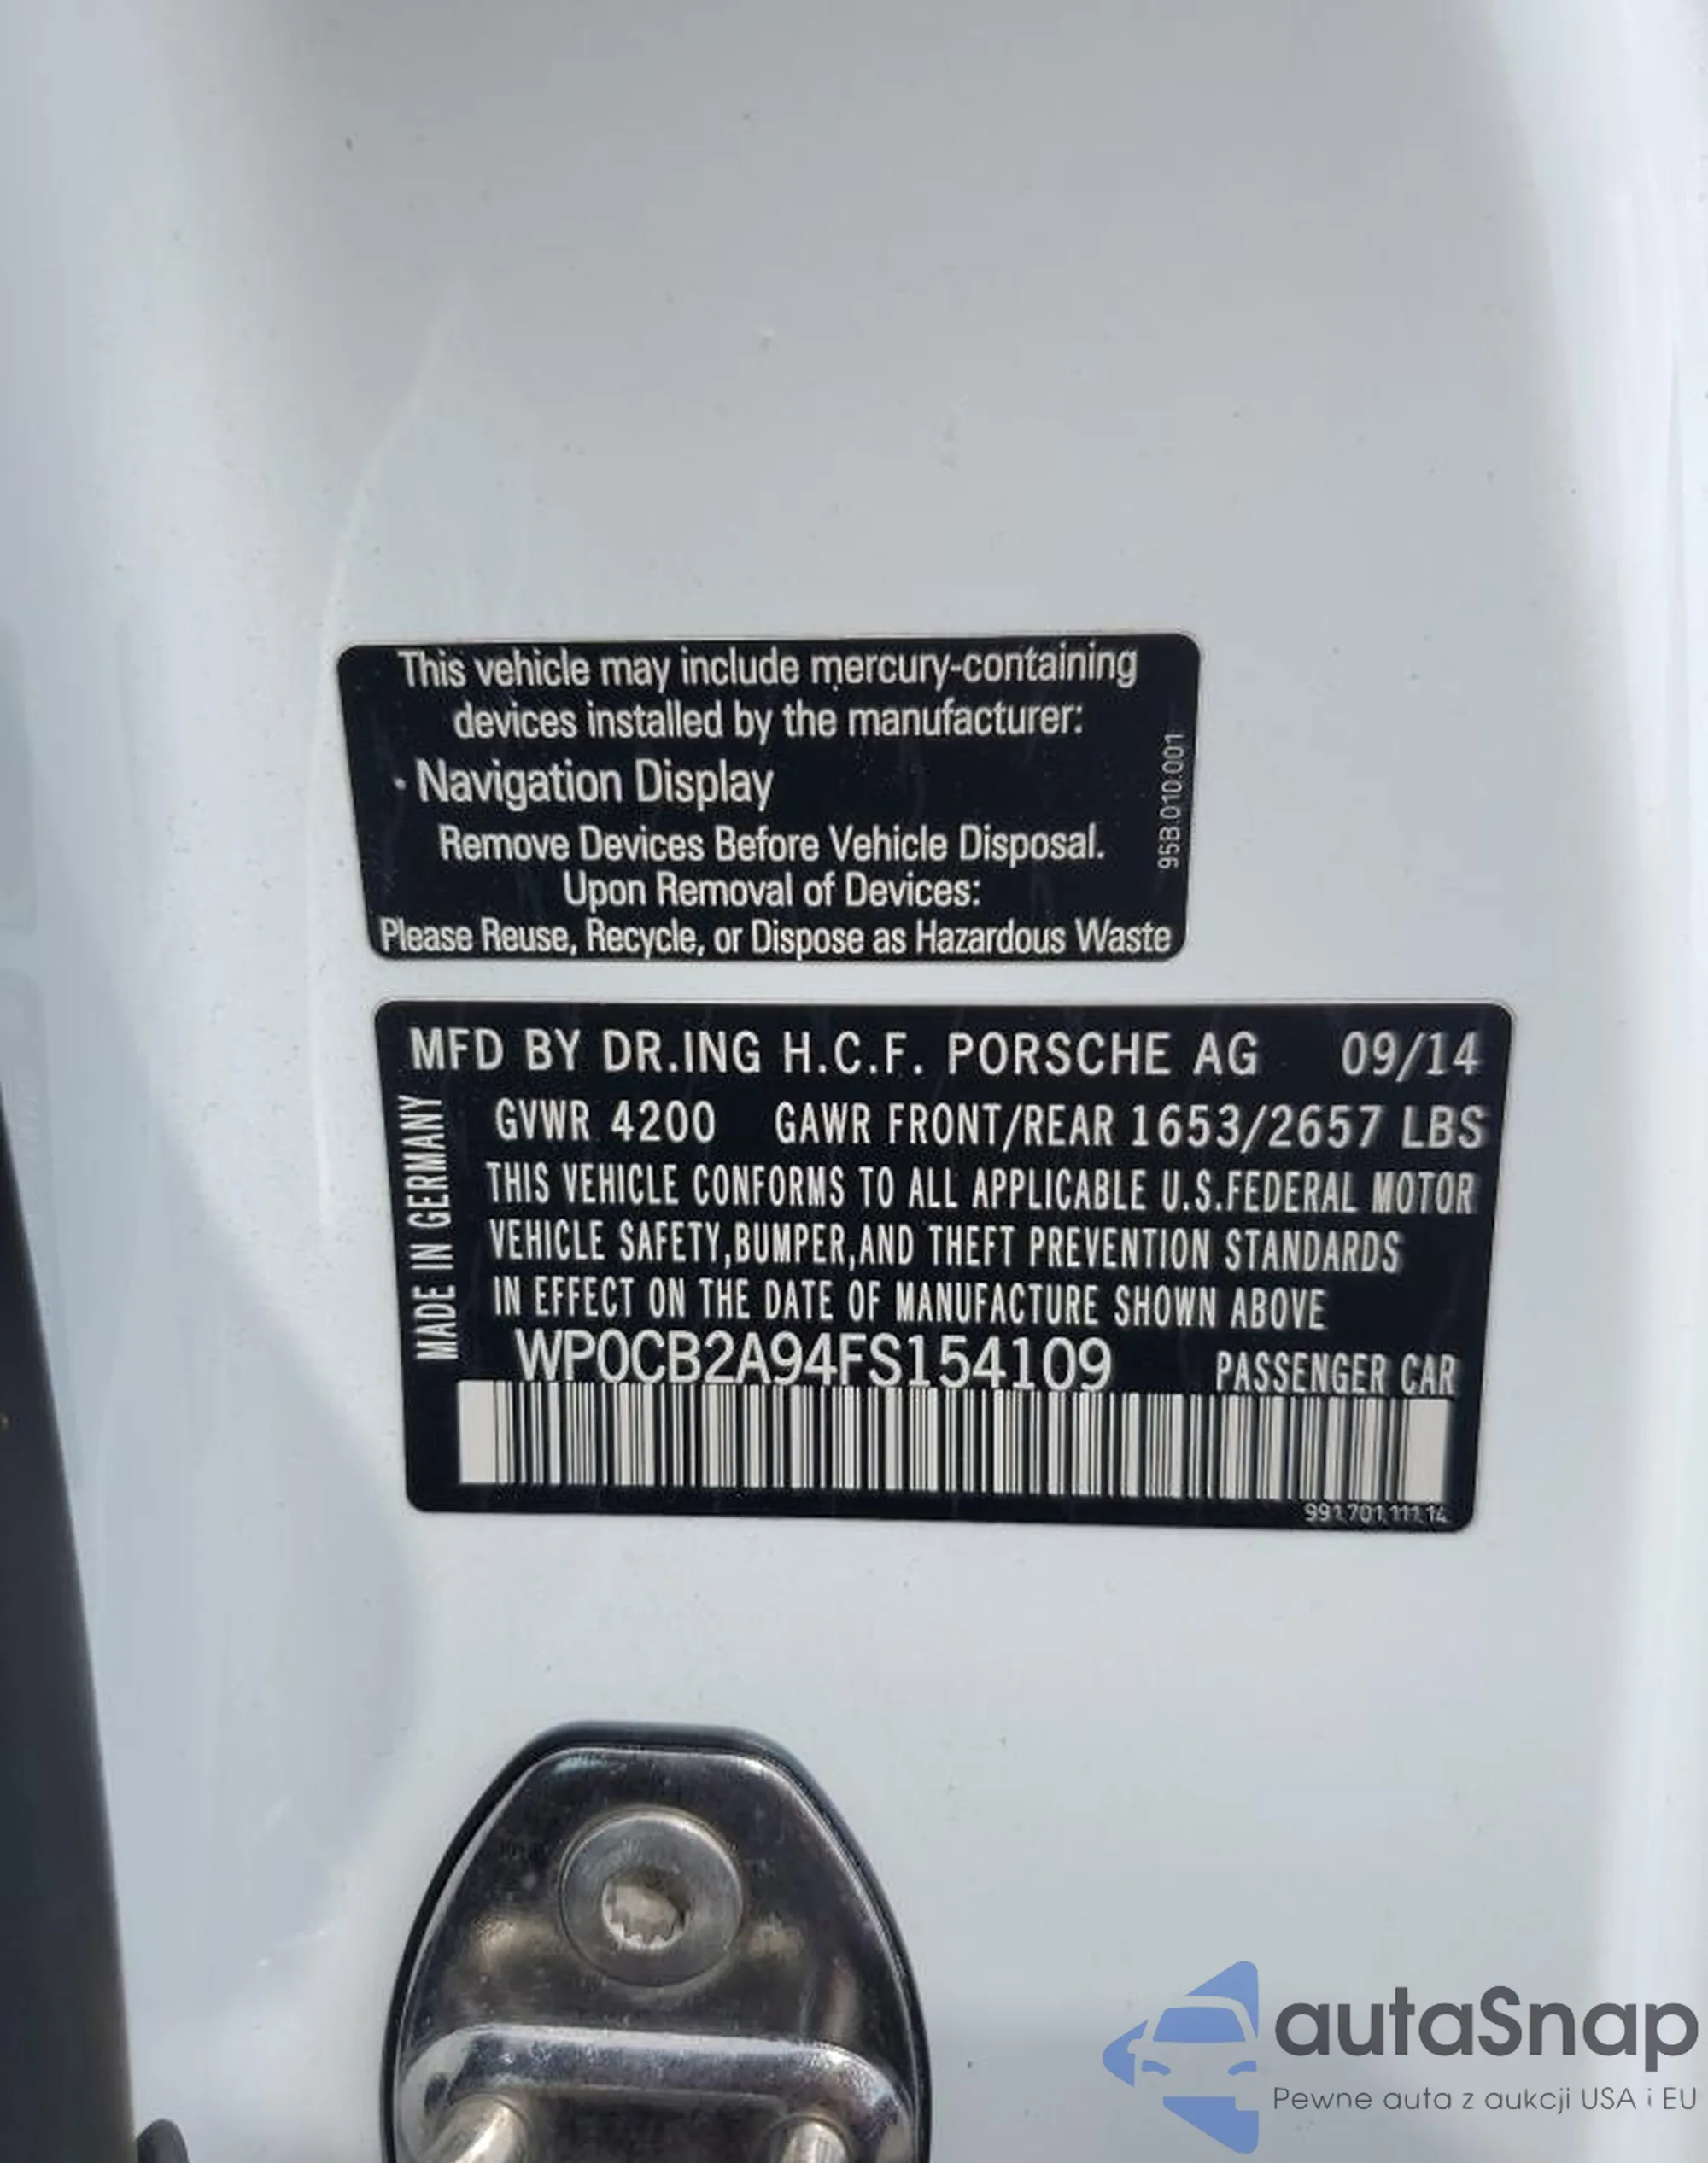 This vehicle may include mercury-containing
devices installed by the manufacturer:
· Navigation Display
Remove Devices Before Vehicle Disposal.
Upon Removal of Devices:
Please Reuse, Recycle, or Dispose as Hazardous Waste
95B.010.001
MFD BY DR.ING H.C.F. PORSCHE AG 09/14
GVWR 4200 GAWR FRONT/REAR 1653/2657 LBS
THIS VEHICLE CONFORMS TO ALL APPLICABLE U.S.FEDERAL MOTOR
VEHICLE SAFETY,BUMPER,AND THEFT PREVENTION STANDARDS
IN EFFECT ON THE DATE OF MANUFACTURE SHOWN ABOVE
MADE IN GERMANY
WP0CB2A94FS154109 PASSENGER CAR
991.701.111.14
autaSnap
Pewne auta z aukcji USA i EU